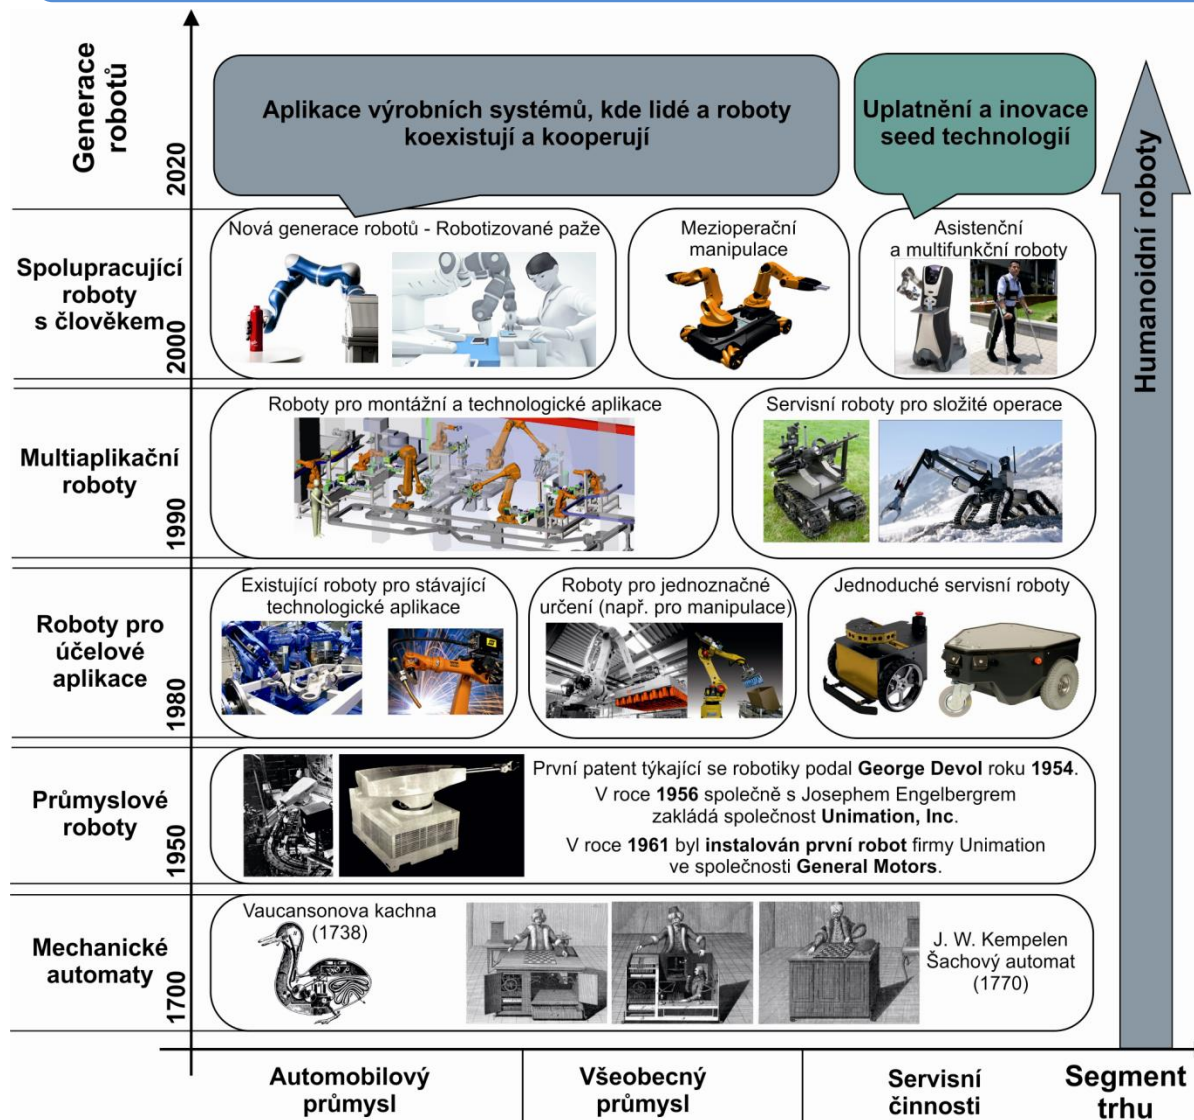 Generace
robotů
2020
Aplikace výrobních systémů, kde lidé a roboty
koexistují a kooperují
Uplatnění a inovace
seed technologií
Humanoidní roboty
Spolupracující
roboty
s člověkem
2000
Nová generace robotů - Robotizované paže
Mezioperační
manipulace
Asistenční
a multifunkční roboty
Multiaplikační
roboty
1990
Roboty pro montážní a technologické aplikace
Servisní roboty pro složité operace
Roboty pro
účelové
aplikace
1980
Existující roboty pro stávající
technologické aplikace
Roboty pro jednoznačné
určení (např. pro manipulace)
Jednoduché servisní roboty
Průmyslové
roboty
1950
První patent týkající se robotiky podal George Devol roku 1954.
V roce 1956 společně s Josephem Engelbergrem
zakládá společnost Unimation, Inc.
V roce 1961 byl instalován první robot firmy Unimation
ve společnosti General Motors.
Mechanické
automaty
1700
Vaucansonova kachna
(1738)
J. W. Kempelen
Šachový automat
(1770)
Automobilový
průmysl
Všeobecný
průmysl
Servisní
činnosti
Segment
trhu